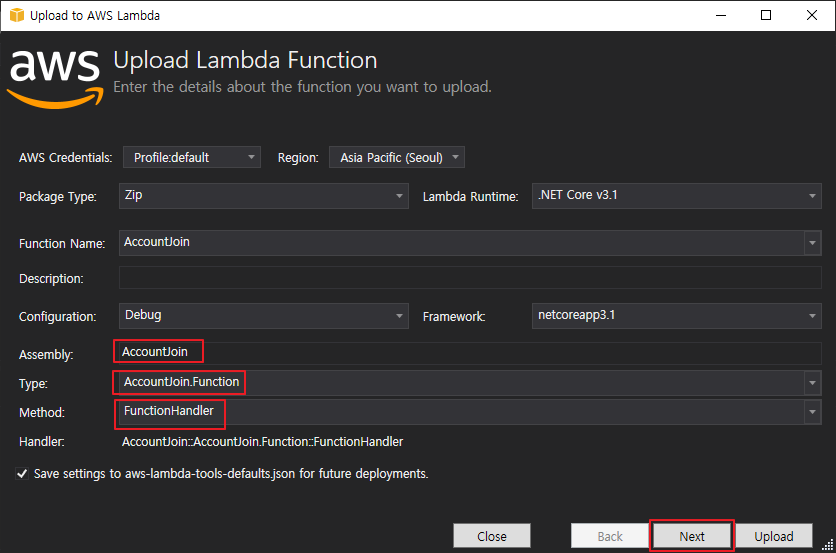 Upload to AWS Lambda
aws
Upload Lambda Function
Enter the details about the function you want to upload.
AWS Credentials: Profile:default Region: Asia Pacific (Seoul)
Package Type: Zip Lambda Runtime: .NET Core v3.1
Function Name: AccountJoin
Description:
Configuration: Debug Framework: netcoreapp3.1
Assembly: AccountJoin
Type: AccountJoin.Function
Method: FunctionHandler
Handler: AccountJoin::AccountJoin.Function::FunctionHandler
Save settings to aws-lambda-tools-defaults.json for future deployments.
Close Back Next Upload